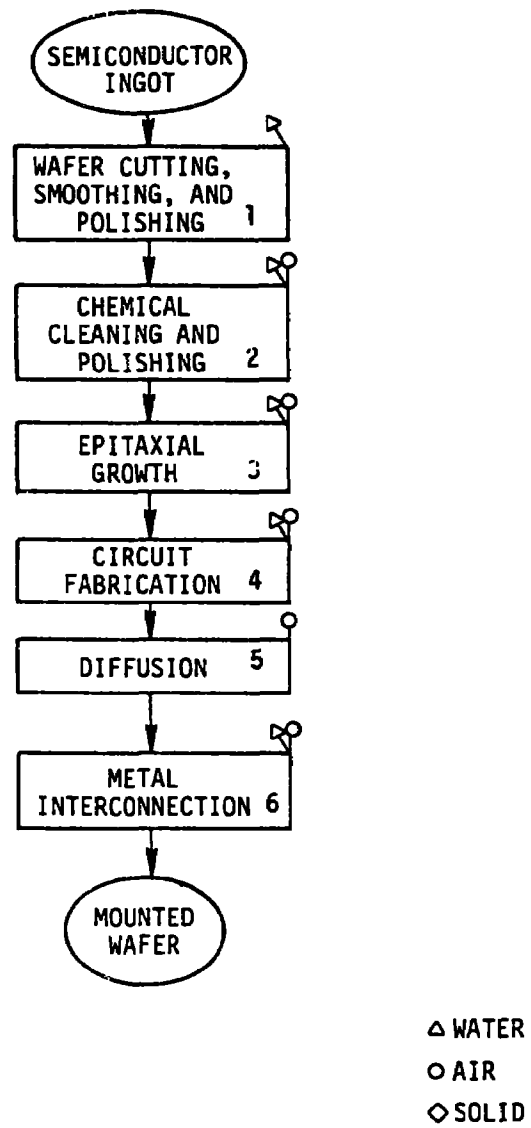 SEMICONDUCTOR
INGOT
WAFER CUTTING,
SMOOTHING, AND
POLISHING 1
CHEMICAL
CLEANING AND
POLISHING 2
EPITAXIAL
GROWTH 3
CIRCUIT
FABRICATION 4
DIFFUSION 5
METAL
INTERCONNECTION 6
MOUNTED
WAFER
WATER
AIR
SOLID